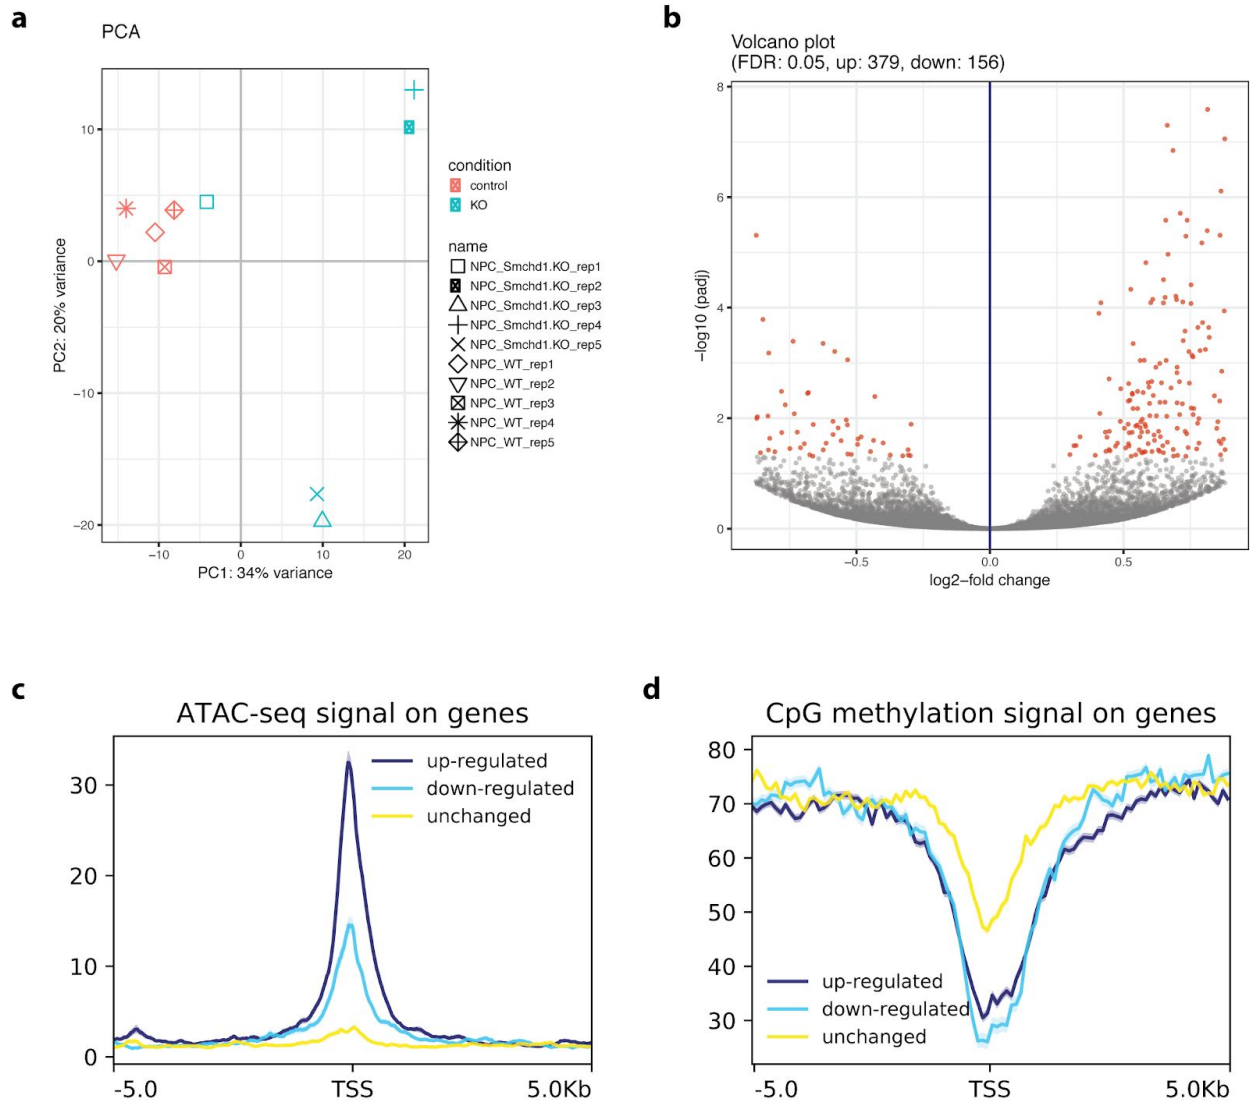 a
PCA
10
0
−10
−20
−10
0
10
20
PC2: 20% variance
PC1: 34% variance
condition
control
KO
name
NPC_Smchd1.KO_rep1
NPC_Smchd1.KO_rep2
NPC_Smchd1.KO_rep3
NPC_Smchd1.KO_rep4
NPC_Smchd1.KO_rep5
NPC_WT_rep1
NPC_WT_rep2
NPC_WT_rep3
NPC_WT_rep4
NPC_WT_rep5
b
Volcano plot
(FDR: 0.05, up: 379, down: 156)
8
6
4
2
0
−0.5
0.0
0.5
−log10 (padj)
log2−fold change
c
ATAC-seq signal on genes
30
20
10
0
up-regulated
down-regulated
unchanged
-5.0
TSS
5.0Kb
d
CpG methylation signal on genes
80
70
60
50
40
30
up-regulated
down-regulated
unchanged
-5.0
TSS
5.0Kb